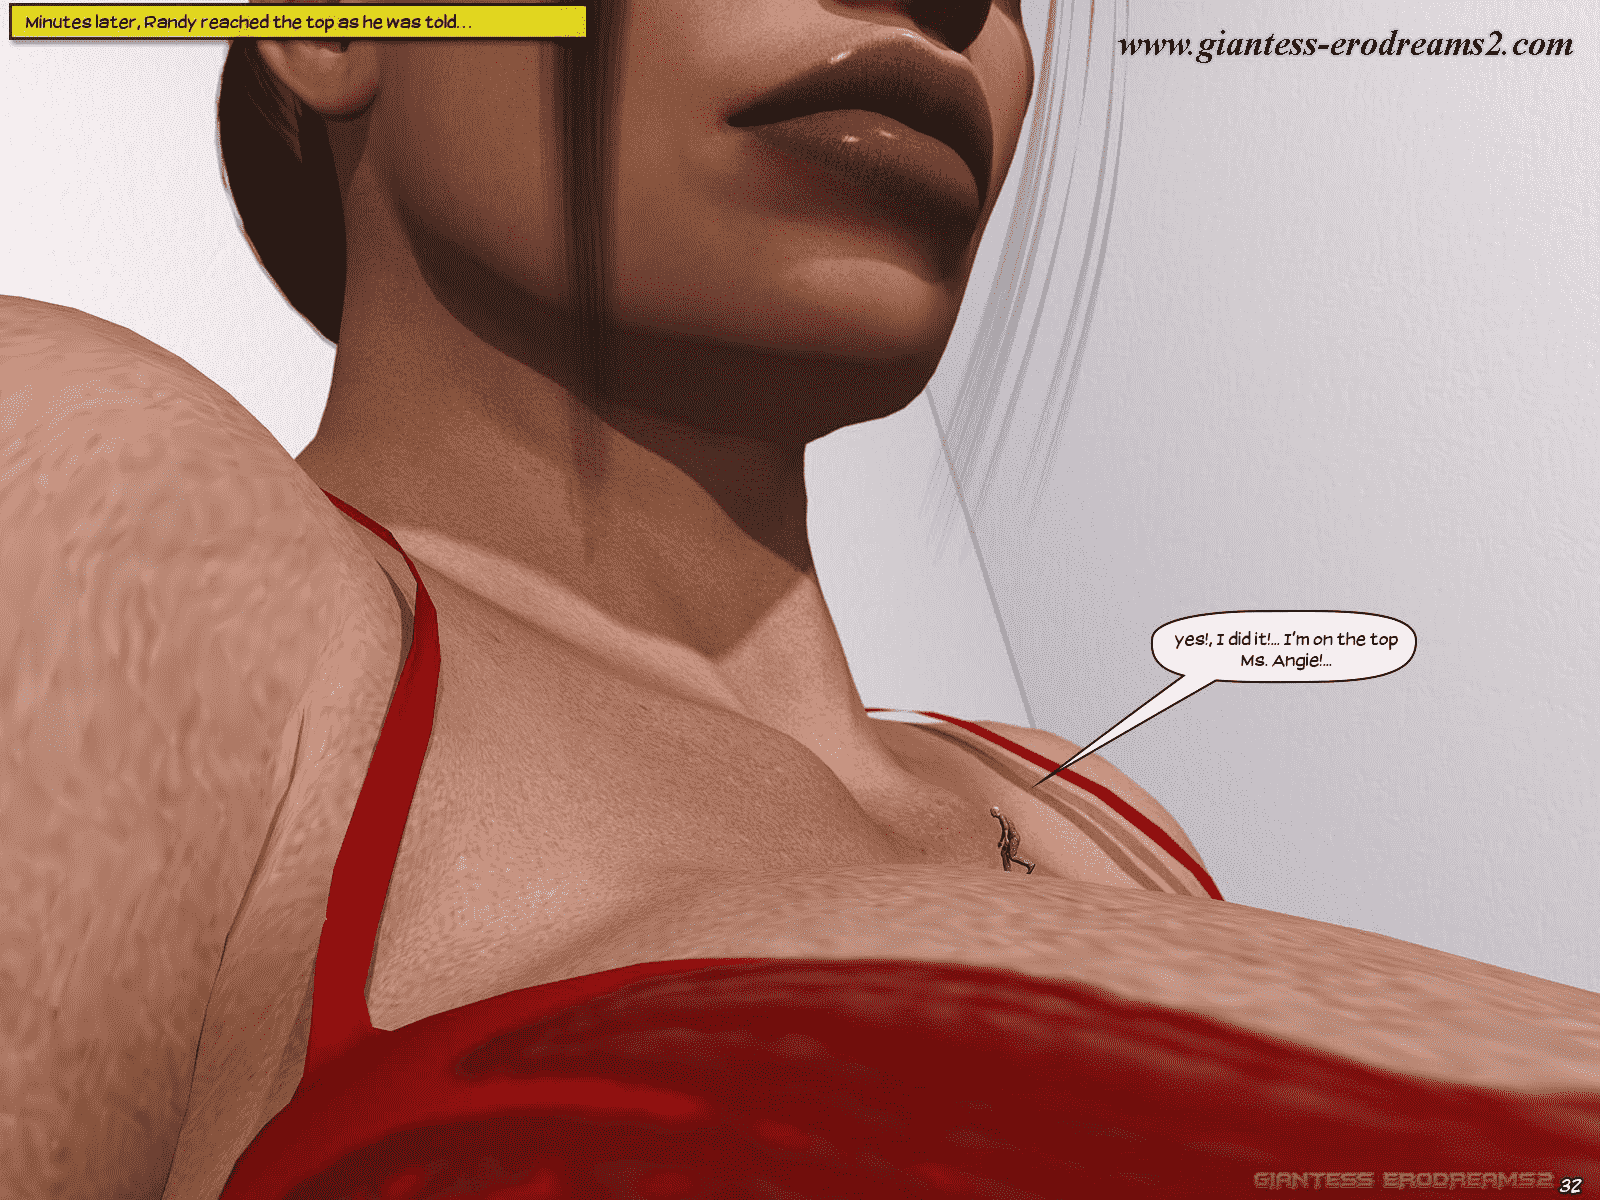 Minutes later, Randy reached the top as he was told...
www.giantess-erodreams2.com
yes!, I did it!... I'm on the top
Ms. Angie!...
GIANTESS ERODREAMS2
32